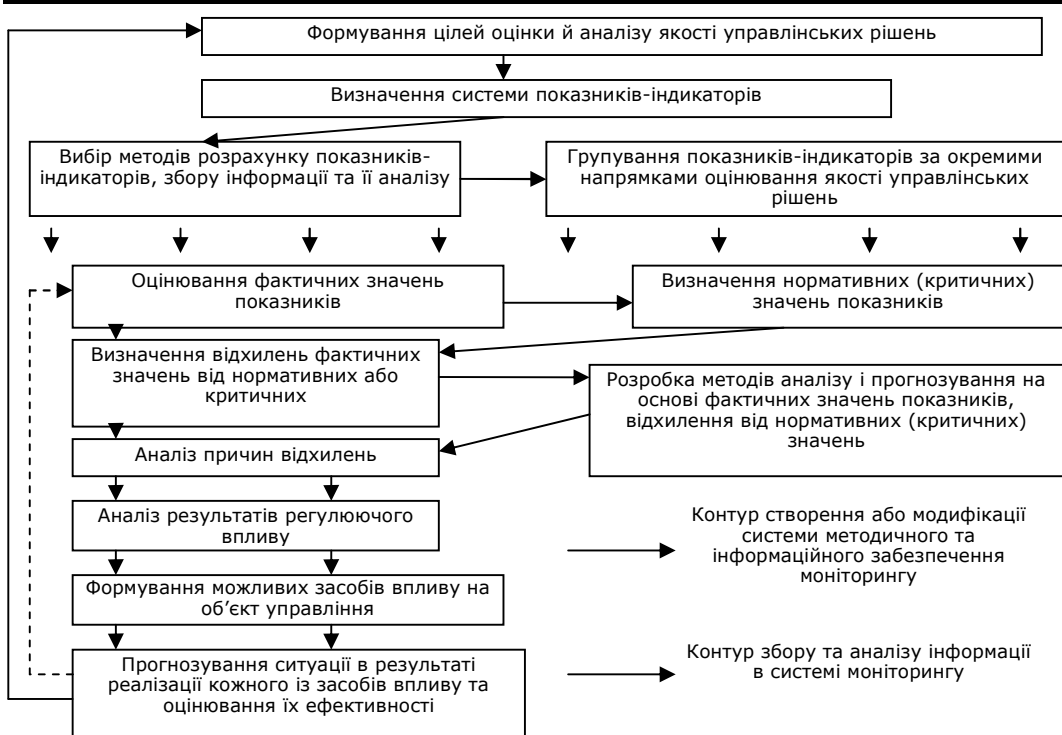 Формування цілей оцінки й аналізу якості управлінських рішень
Визначення системи показників-індикаторів
Вибір методів розрахунку показників-
індикаторів, збору інформації та її аналізу
Групування показників-індикаторів за окремими
напрямками оцінювання якості управлінських
рішень
Оцінювання фактичних значень
показників
Визначення нормативних (критичних)
значень показників
Визначення відхилень фактичних
значень від нормативних або
критичних
Розробка методів аналізу і прогнозування на
основі фактичних значень показників,
відхилення від нормативних (критичних)
значень
Аналіз причин відхилень
Аналіз результатів регулюючого
впливу
Контур створення або модифікації
системи методичного та
інформаційного забезпечення
моніторингу
Формування можливих засобів впливу на
об’єкт управління
Прогнозування ситуації в результаті
реалізації кожного із засобів впливу та
оцінювання їх ефективності
Контур збору та аналізу інформації
в системі моніторингу